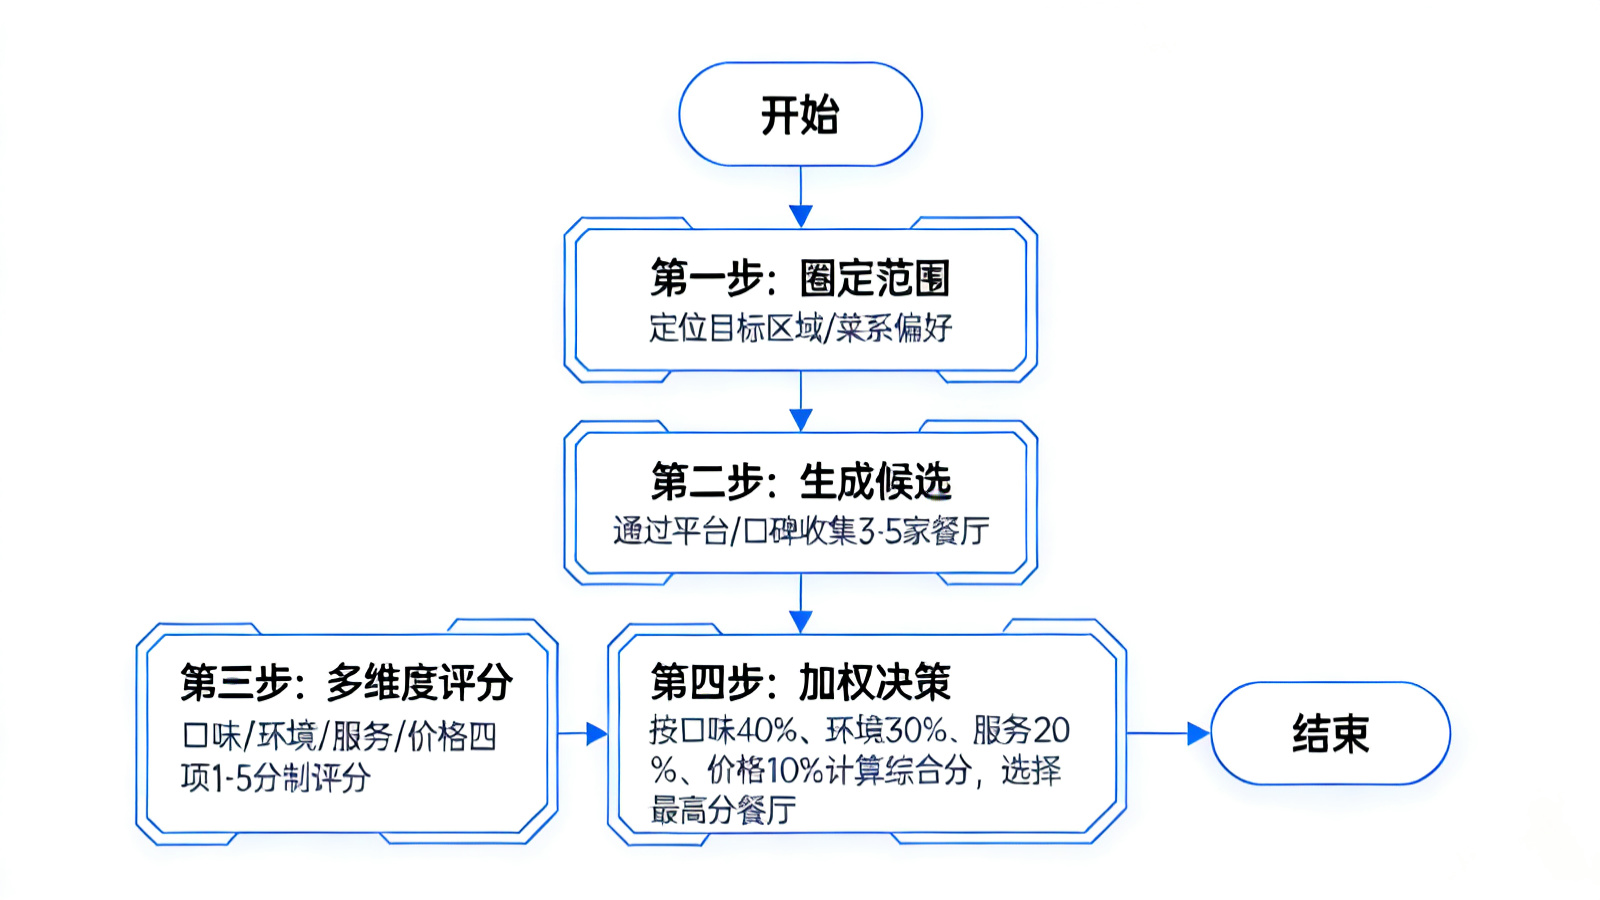 开始
第一步：圈定范围
定位目标区域/菜系偏好
第二步：生成候选
通过平台/口碑收集3-5家餐厅
第三步：多维度评分
口味/环境/服务/价格四
项1-5分制评分
第四步：加权决策
按口味40%、环境30%、服务20
%、价格10%计算综合分，选择
最高分餐厅
结束